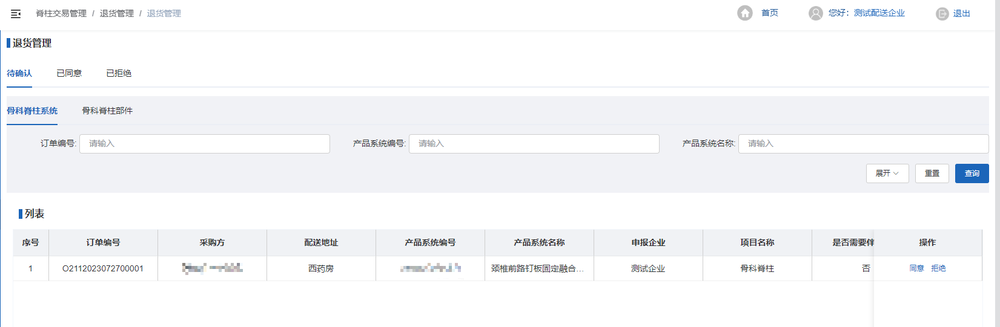 脊柱交易管理 / 退货管理 / 退货管理 首页 您好：测试配送企业 退出
退货管理
待确认 已同意 已拒绝
骨科脊柱系统 骨科脊柱部件
订单编号: 请输入 产品系统编号: 请输入 产品系统名称: 请输入
展开 重置 查询
列表
序号 订单编号 采购方 配送地址 产品系统编号 产品系统名称 申报企业 项目名称 是否需要伴 操作
1 O2112023072700001 西药房 颈椎前路钉板固定融合... 测试企业 骨科脊柱 否 同意 拒绝